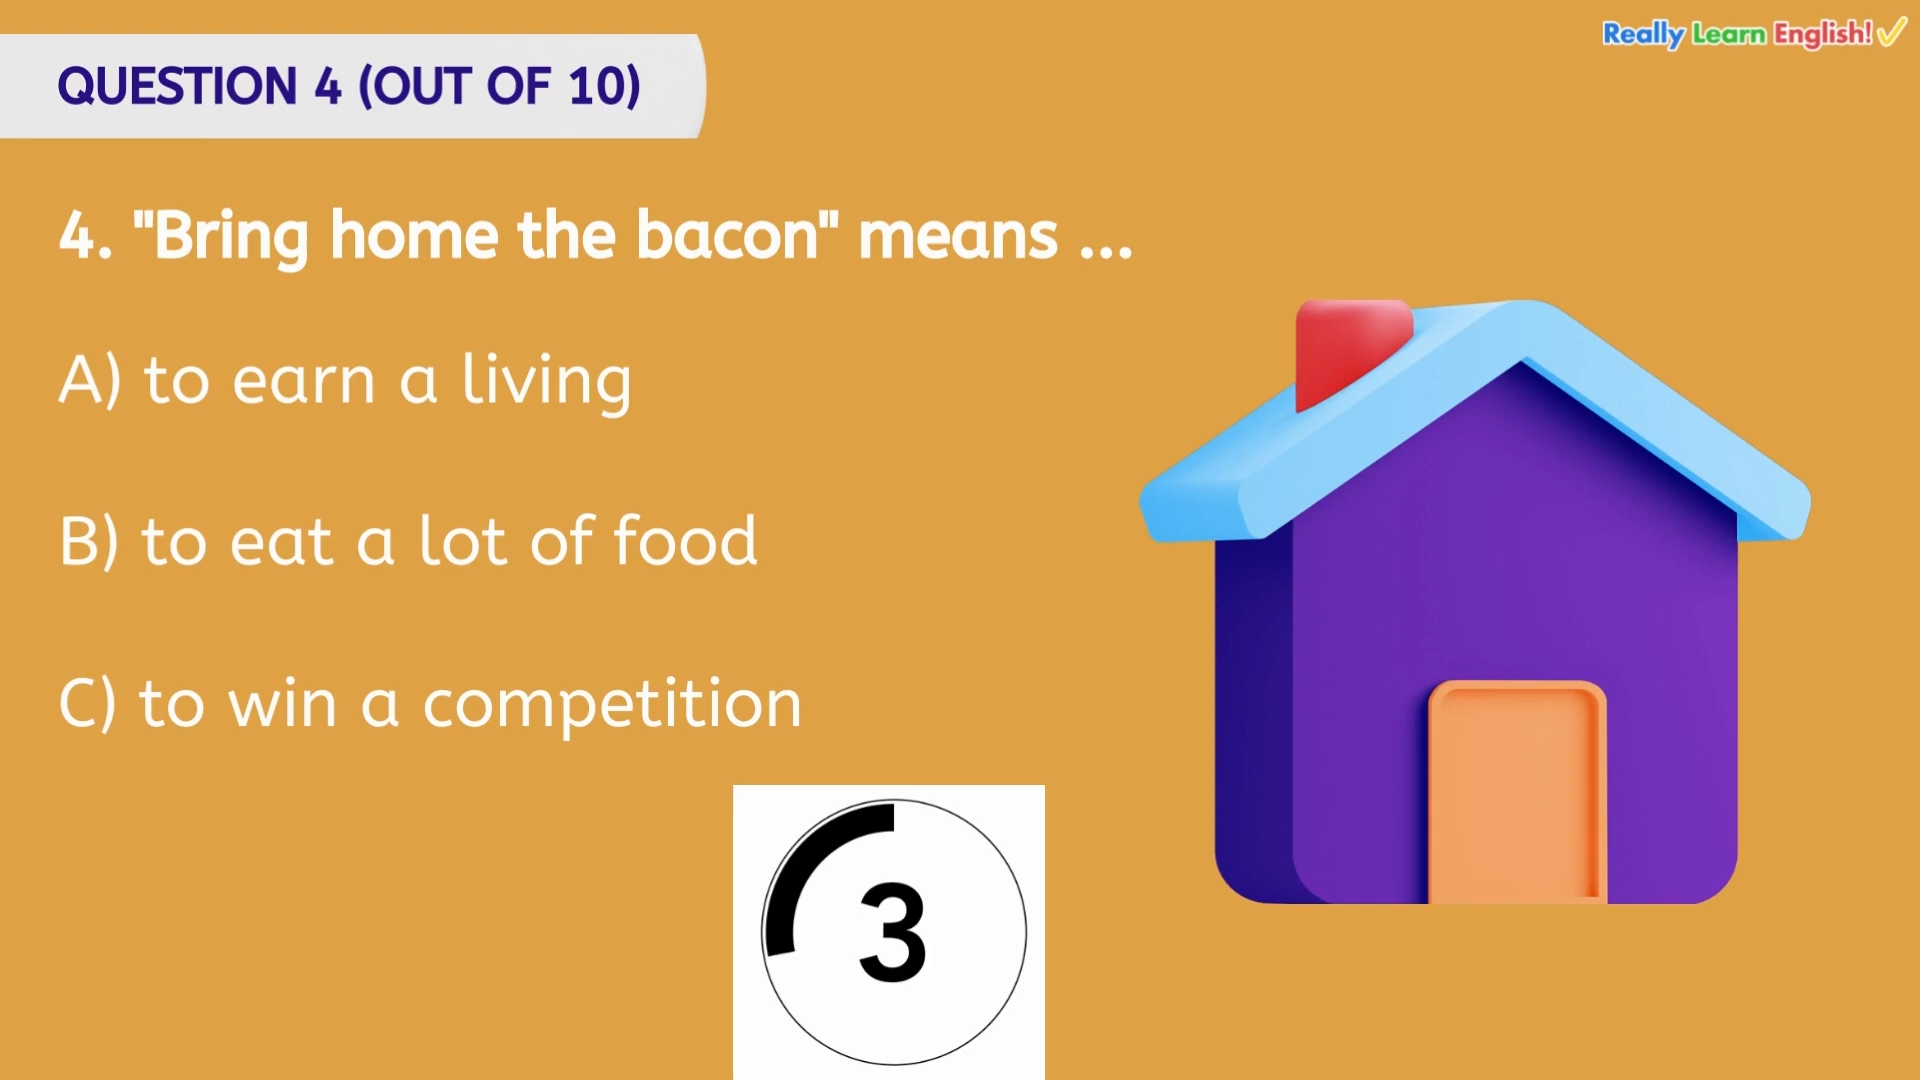 Really Learn English!
QUESTION 4 (OUT OF 10)
4. "Bring home the bacon" means ...
A) to earn a living
B) to eat a lot of food
C) to win a competition
3